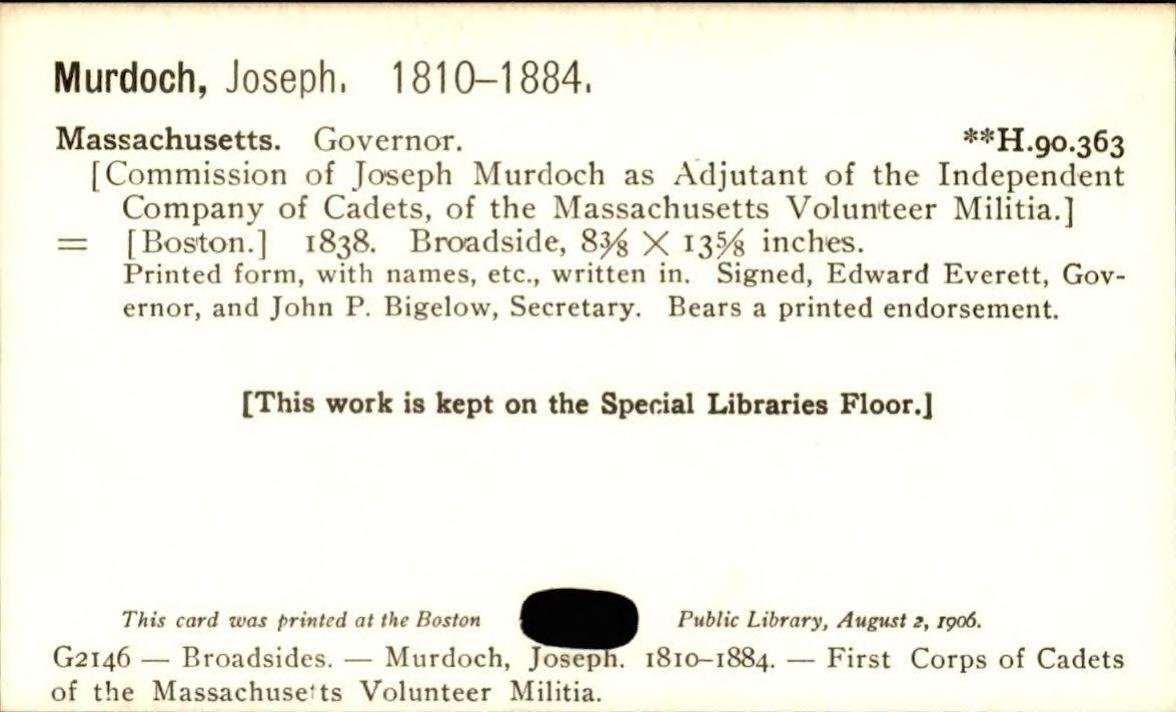 Murdoch, Joseph. 1810–1884.
Massachusetts. Governor. **H.90.363
[Commission of Joseph Murdoch as Adjutant of the Independent
Company of Cadets, of the Massachusetts Volunteer Militia.]
= [Boston.] 1838. Broadside, 8⅜ × 13⅝ inches.
Printed form, with names, etc., written in. Signed, Edward Everett, Gov-
ernor, and John P. Bigelow, Secretary. Bears a printed endorsement.
[This work is kept on the Special Libraries Floor.]
This card was printed at the Boston Public Library, August 2, 1906.
G2146 — Broadsides. — Murdoch, Joseph. 1810–1884. — First Corps of Cadets
of the Massachusetts Volunteer Militia.